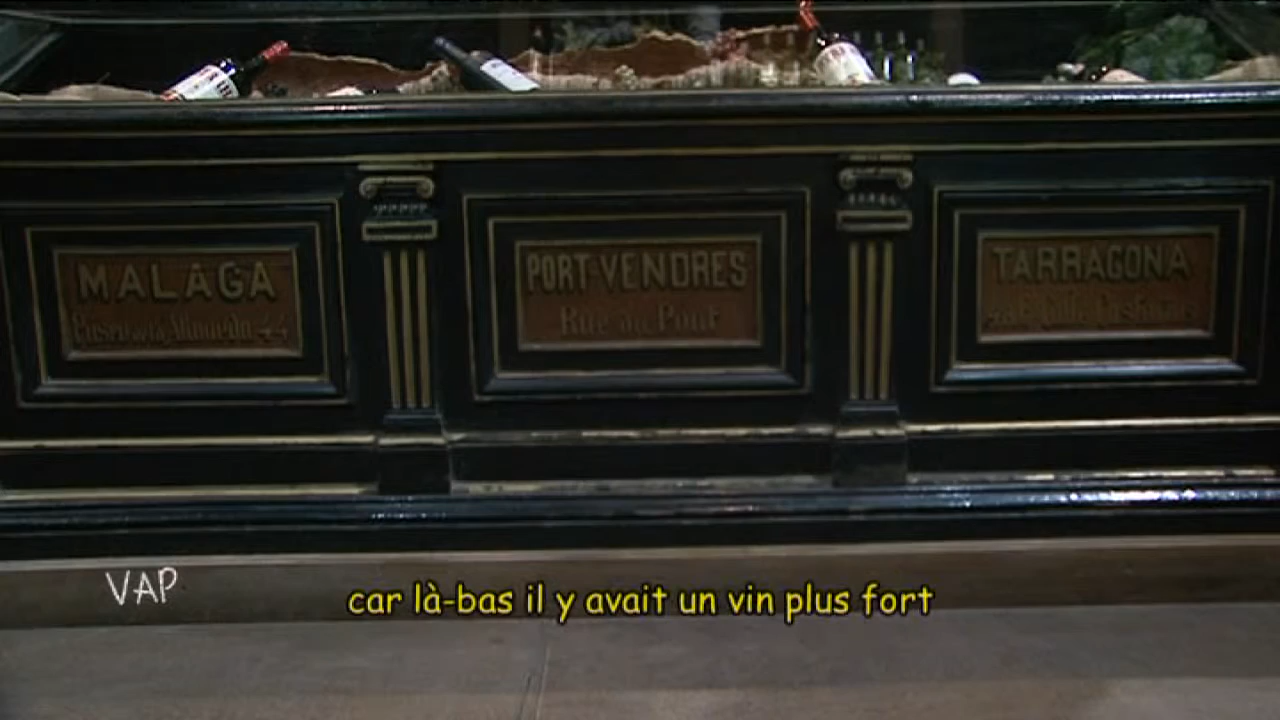 MALAGA
PORT-VENDRES
Rue du Pont
TARRAGONA
VAP
car là-bas il y avait un vin plus fort